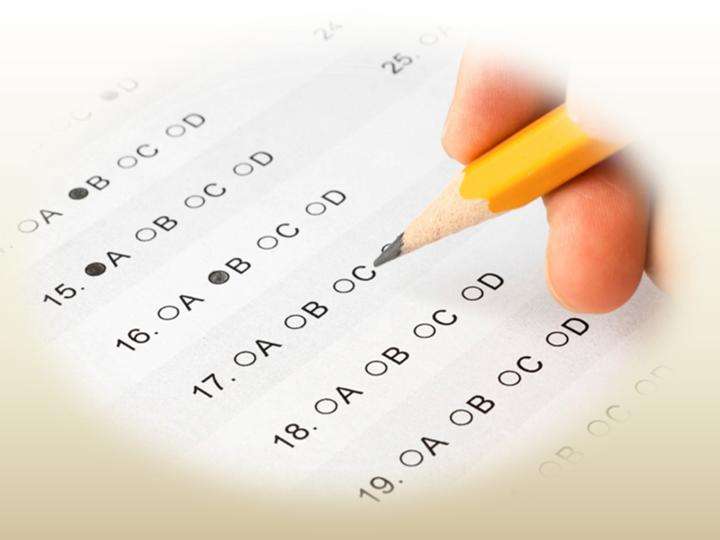 C D
A B C D
15. A B C D
16. A B C D
17. A B C
18. A B C D
19. A B C D
B C D
24
25.